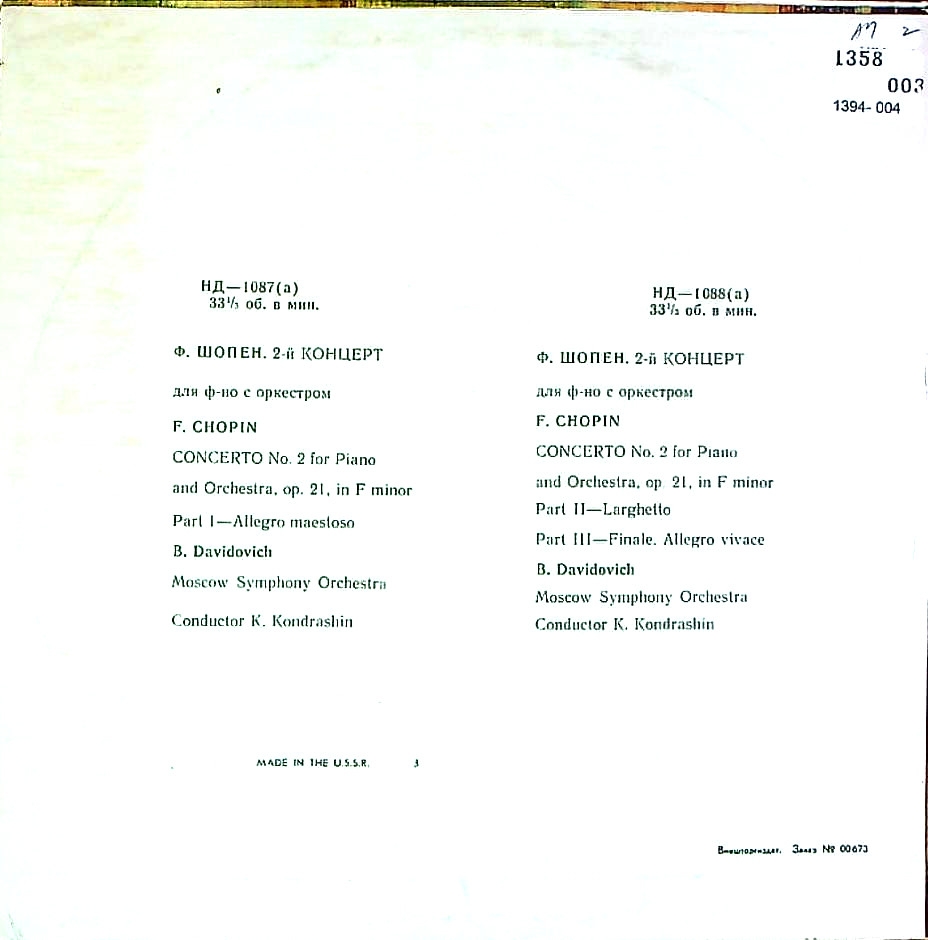 1358
003
1394-004
НД—1087(а)
33¹/₃ об. в мин.
Ф. ШОПЕН. 2-й КОНЦЕРТ
для ф-но с оркестром
F. CHOPIN
CONCERTO No. 2 for Piano
and Orchestra, op. 21, in F minor
Part I—Allegro maestoso
B. Davidovich
Moscow Symphony Orchestra
Conductor K. Kondrashin
НД—1088(а)
33¹/₃ об. в мин.
Ф. ШОПЕН. 2-й КОНЦЕРТ
для ф-но с оркестром
F. CHOPIN
CONCERTO No. 2 for Piano
and Orchestra, op. 21, in F minor
Part II—Larghetto
Part III—Finale. Allegro vivace
B. Davidovich
Moscow Symphony Orchestra
Conductor K. Kondrashin
MADE IN THE U.S.S.R. 3
Внешторгиздат. Заказ № 00673